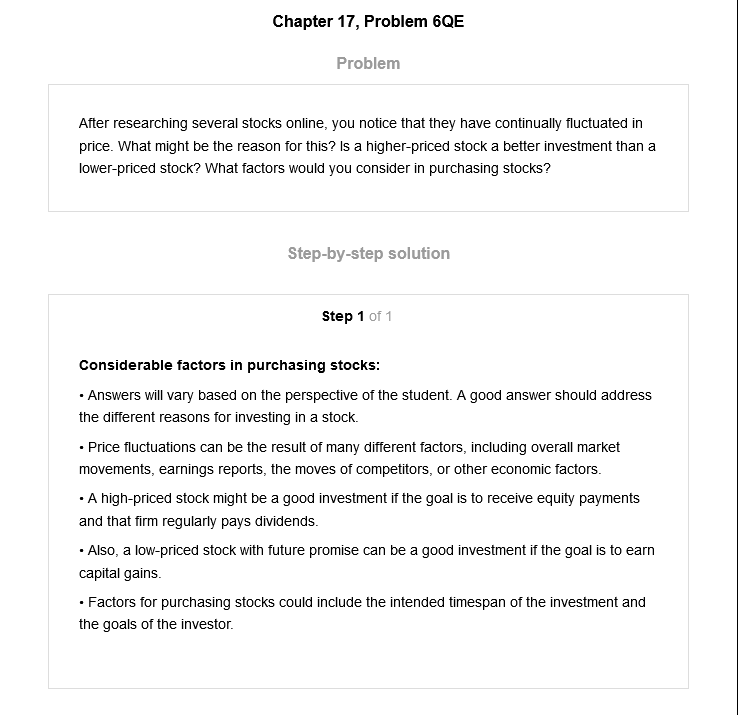 Chapter 17, Problem 6QE
Problem
After researching several stocks online, you notice that they have continually fluctuated in
price. What might be the reason for this? Is a higher-priced stock a better investment than a
lower-priced stock? What factors would you consider in purchasing stocks?
Step-by-step solution
Step 1 of 1
Considerable factors in purchasing stocks:
• Answers will vary based on the perspective of the student. A good answer should address
the different reasons for investing in a stock.
• Price fluctuations can be the result of many different factors, including overall market
movements, earnings reports, the moves of competitors, or other economic factors.
• A high-priced stock might be a good investment if the goal is to receive equity payments
and that firm regularly pays dividends.
• Also, a low-priced stock with future promise can be a good investment if the goal is to earn
capital gains.
• Factors for purchasing stocks could include the intended timespan of the investment and
the goals of the investor.